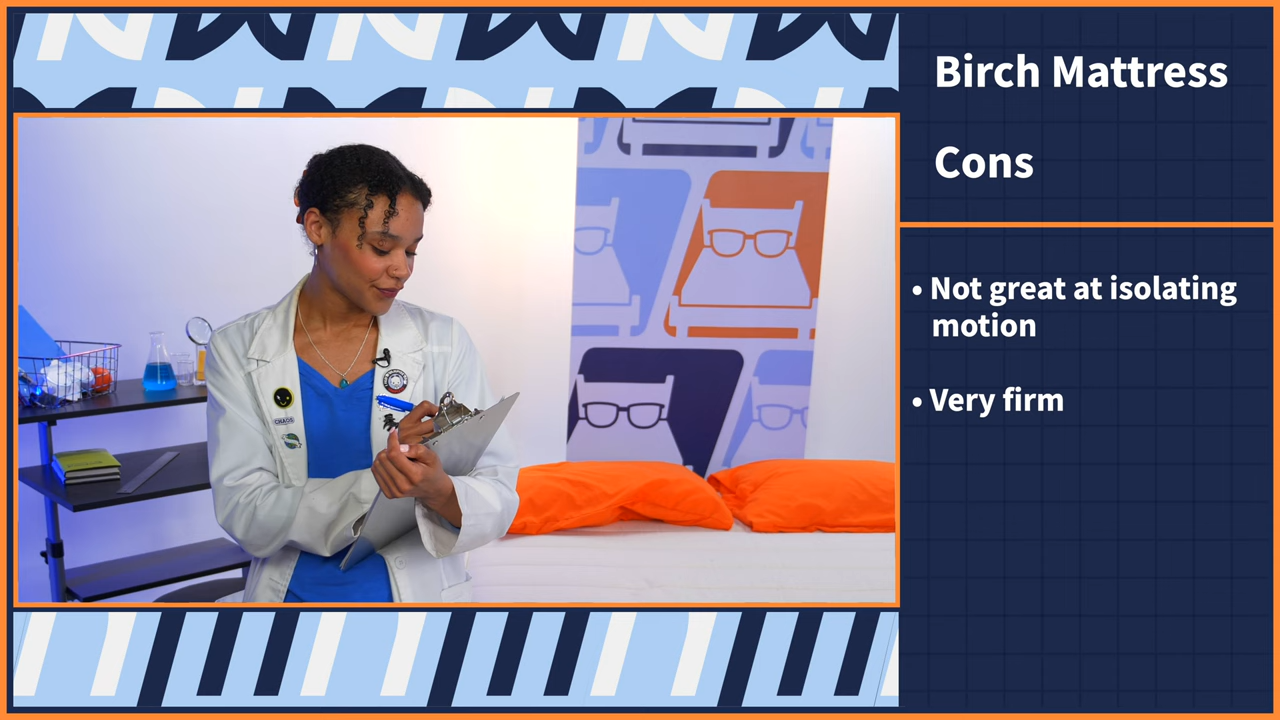 Birch Mattress
Cons
• Not great at isolating
motion
• Very firm
CHAOS